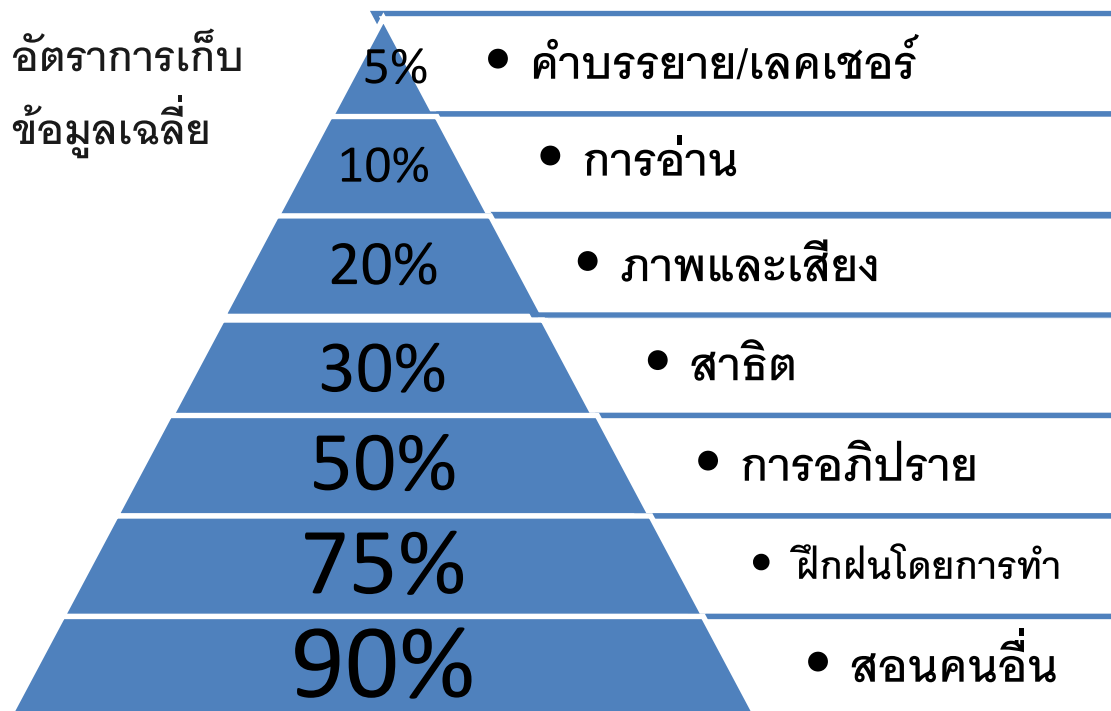 อัตราการเก็บ
ข้อมูลเฉลี่ย
5%
• คำบรรยาย/เลคเชอร์
10%
• การอ่าน
20%
• ภาพและเสียง
30%
• สาธิต
50%
• การอภิปราย
75%
• ฝึกฝนโดยการทำ
90%
• สอนคนอื่น